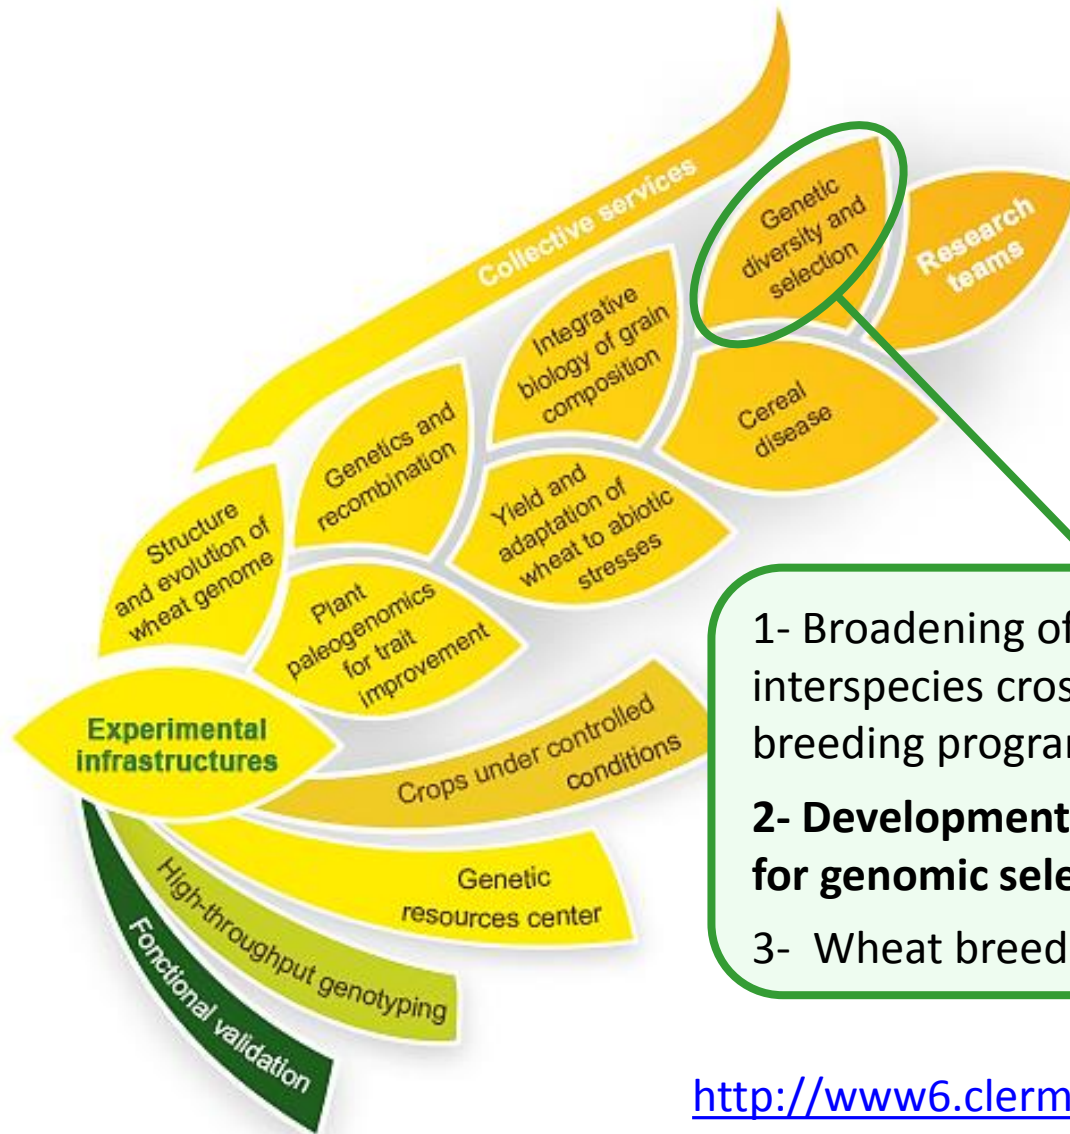 Collective services
Genetic
diversity and
selection
Research
teams
Integrative
biology of grain
composition
Cereal
disease
Genetics and
recombination
Yield and
adaptation of
wheat to abiotic
stresses
Structure
and evolution of
wheat genome
Plant
paleogenomics
for trait
improvement
Experimental
infrastructures
Crops under controlled
conditions
Genetic
resources center
High-throughput genotyping
Fonctional validation
1- Broadening of
interspecies cros
breeding program
2- Development
for genomic sele
3- Wheat breed
http://www6.clerm